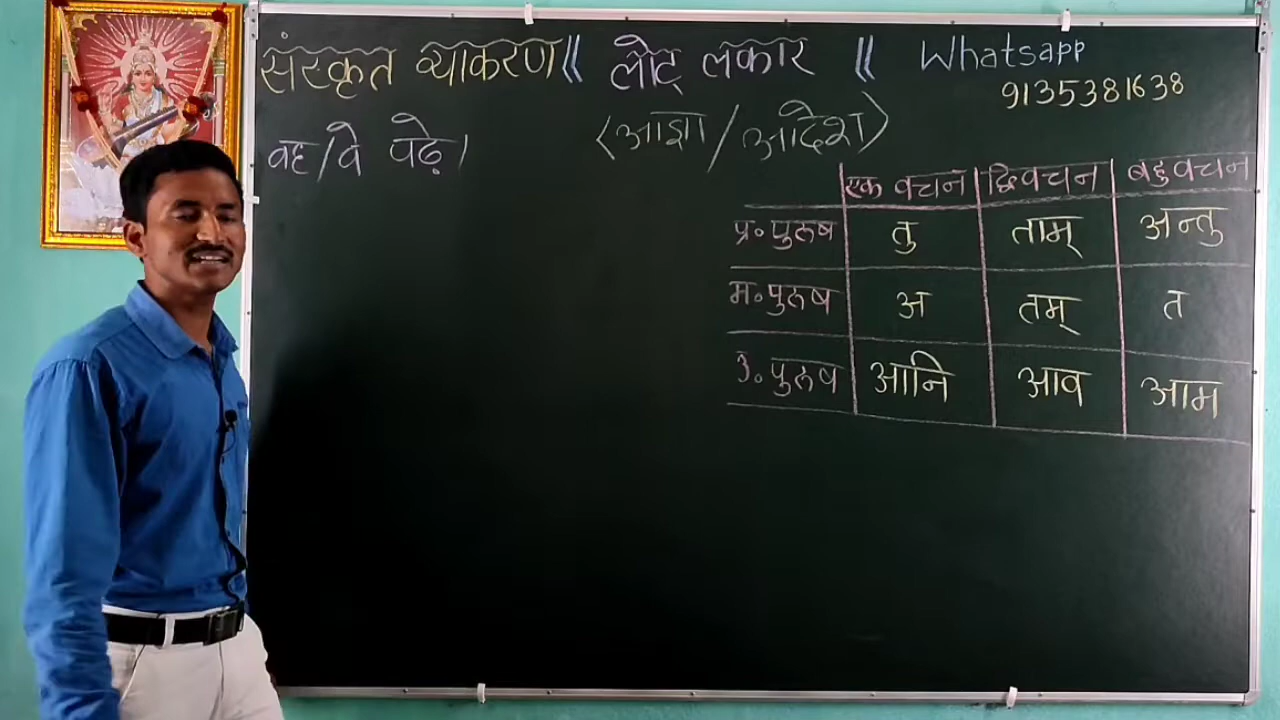 संस्कृत व्याकरण || लोट् लकार || Whatsapp
9135381638
<आज्ञा/आदेश>
वह/वे पढ़े।
एक वचन द्विवचन बहुवचन
प्र॰पुरुष तु ताम् अन्तु
म॰पुरुष अ तम् त
उ॰पुरुष आनि आव आम